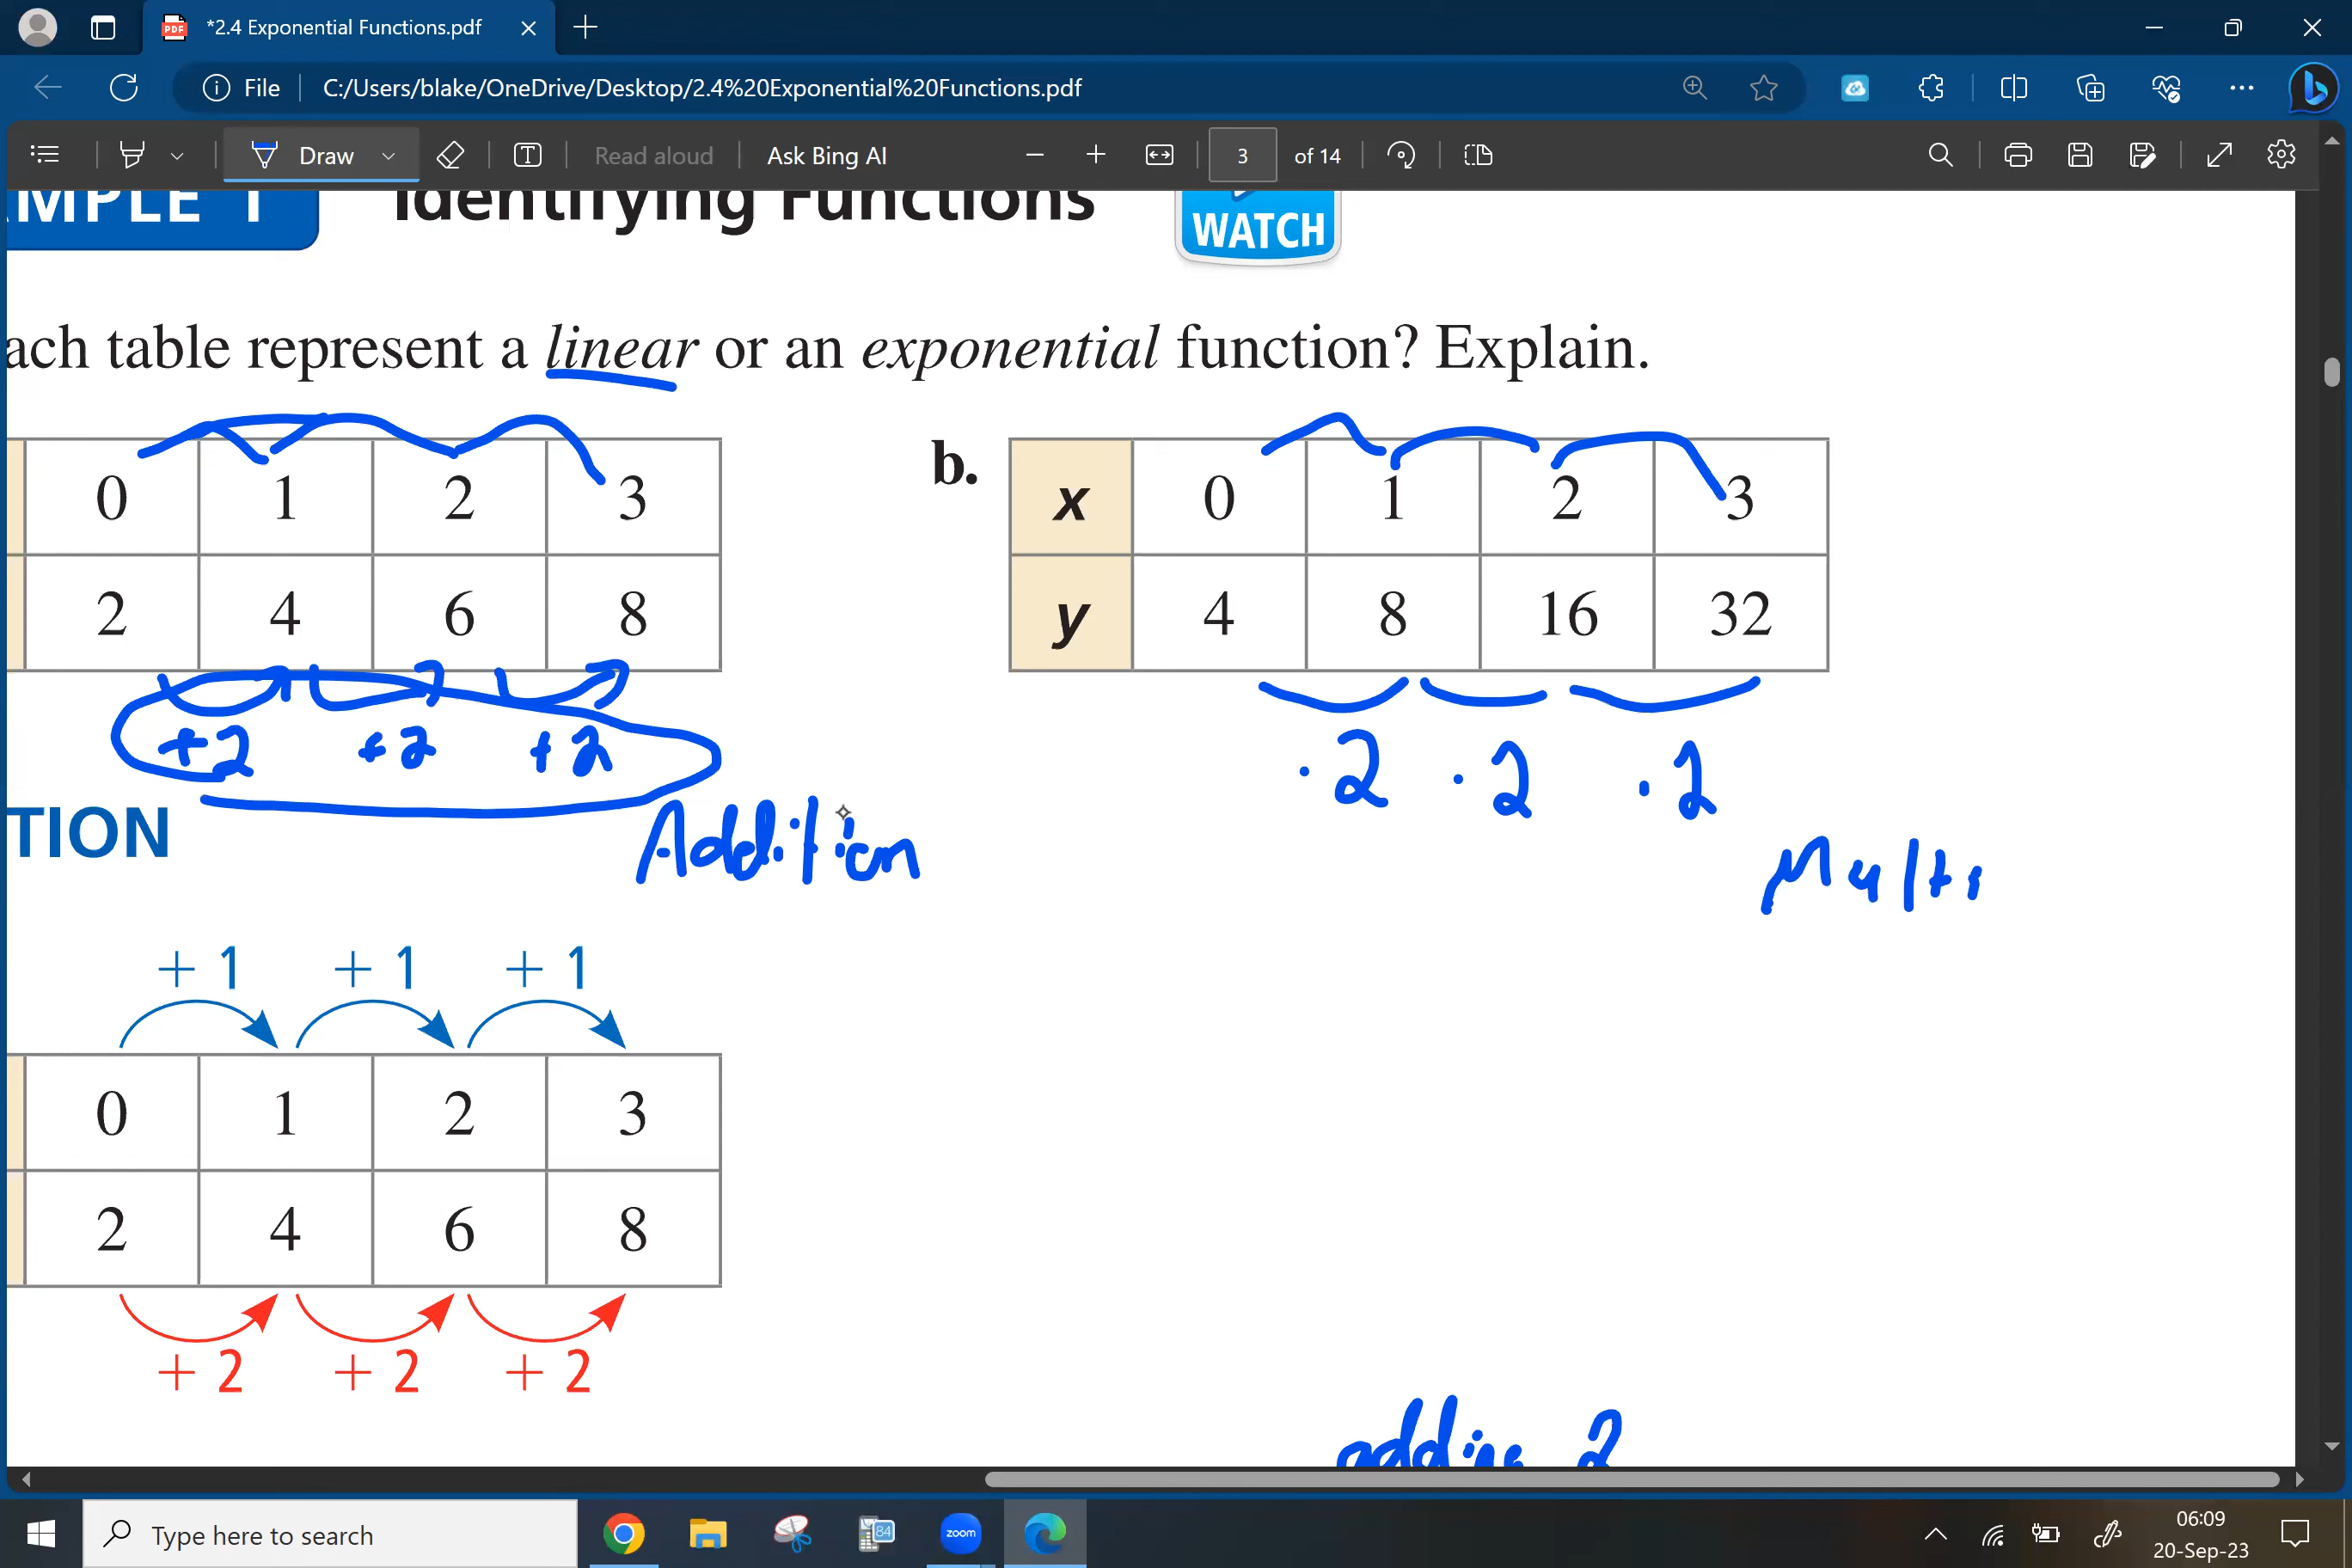 *2.4 Exponential Functions.pdf
File C:/Users/blake/OneDrive/Desktop/2.4%20Exponential%20Functions.pdf
Draw Read aloud Ask Bing AI 3 of 14
MPLE 1 Identifying Functions WATCH
ach table represent a linear or an exponential function? Explain.
0 1 2 3
2 4 6 8
+2 +2 +2
Addition
b.
x 0 1 2 3
y 4 8 16 32
·2 ·2 ·2
Multi
TION
+ 1 + 1 + 1
0 1 2 3
2 4 6 8
+ 2 + 2 + 2
adding 2
Type here to search 84 zoom 06:09
20-Sep-23